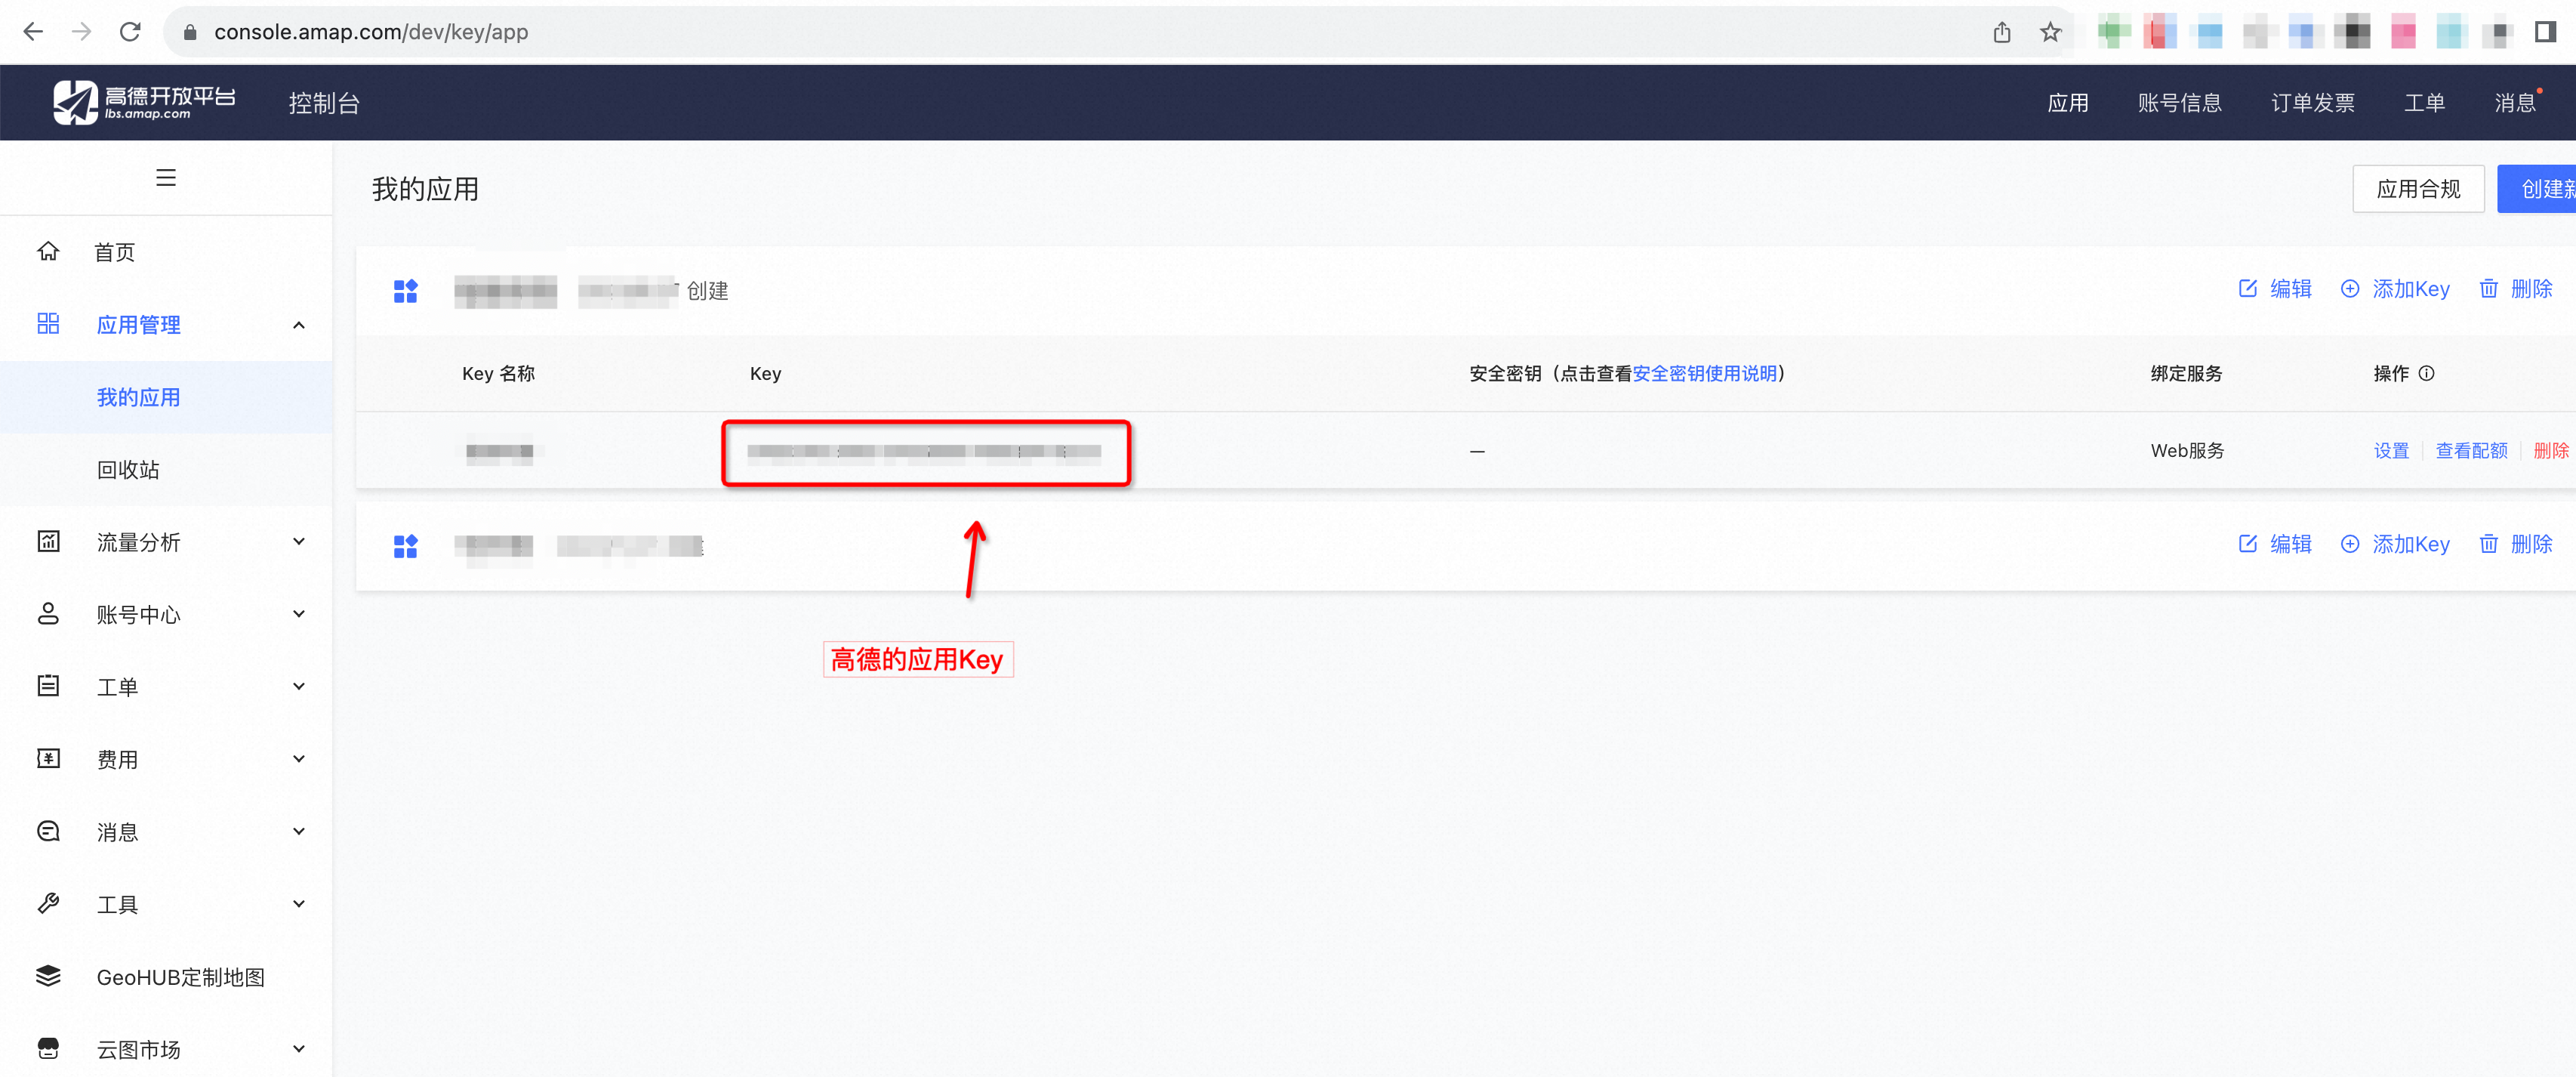 console.amap.com/dev/key/app
高德开放平台
lbs.amap.com
控制台
应用
账号信息
订单发票
工单
消息
首页
应用管理
我的应用
回收站
流量分析
账号中心
工单
费用
消息
工具
GeoHUB定制地图
云图市场
我的应用
应用合规
创建新
创建
编辑
添加Key
删除
Key 名称
Key
安全密钥（点击查看安全密钥使用说明）
绑定服务
操作
—
Web服务
设置
查看配额
删除
编辑
添加Key
删除
高德的应用Key